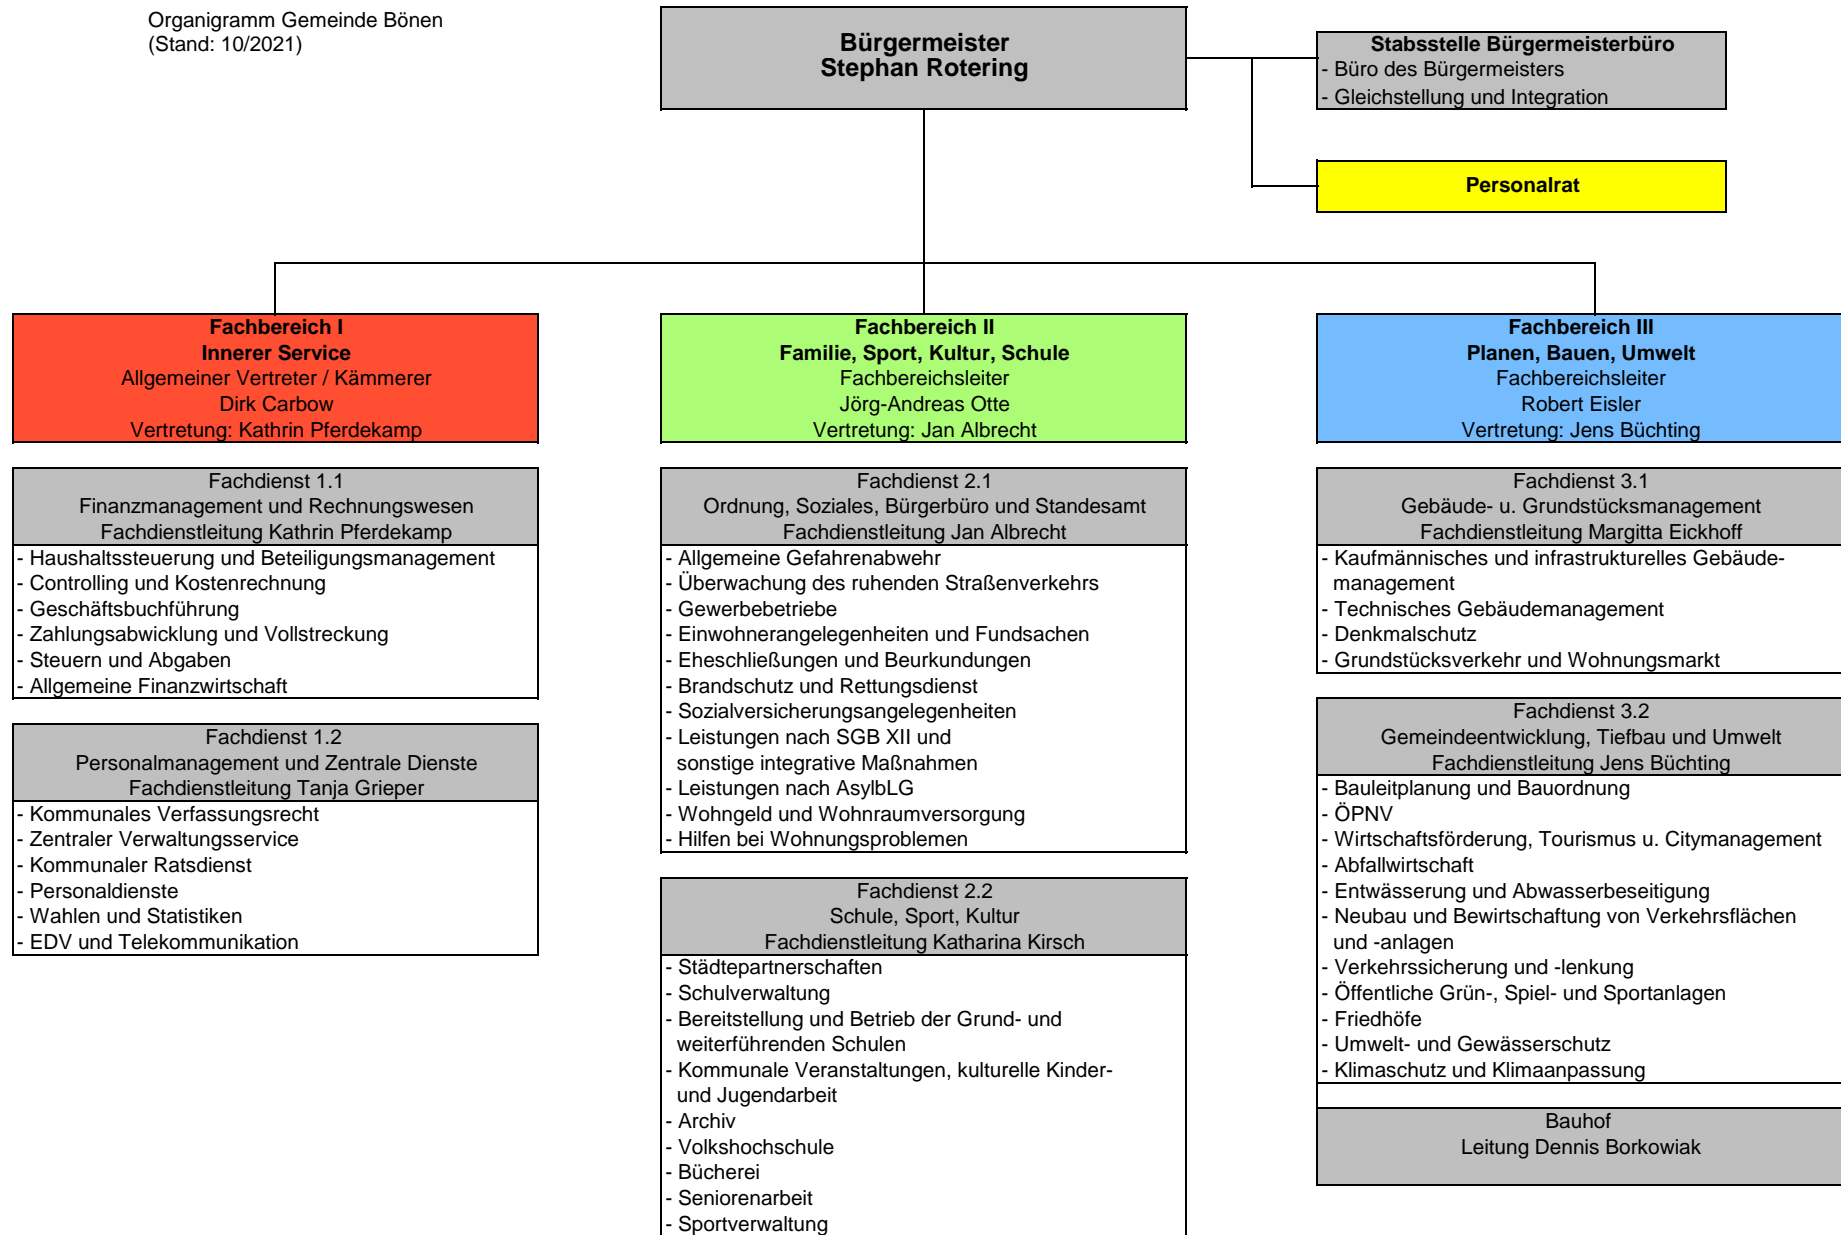 Organigramm Gemeinde Bönen
(Stand: 10/2021)
Bürgermeister
Stephan Rotering
Stabsstelle Bürgermeisterbüro
- Büro des Bürgermeisters
- Gleichstellung und Integration
Personalrat
Fachbereich I
Innerer Service
Allgemeiner Vertreter / Kämmerer
Dirk Carbow
Vertretung: Kathrin Pferdekamp
Fachdienst 1.1
Finanzmanagement und Rechnungswesen
Fachdienstleitung Kathrin Pferdekamp
- Haushaltssteuerung und Beteiligungsmanagement
- Controlling und Kostenrechnung
- Geschäftsbuchführung
- Zahlungsabwicklung und Vollstreckung
- Steuern und Abgaben
- Allgemeine Finanzwirtschaft
Fachdienst 1.2
Personalmanagement und Zentrale Dienste
Fachdienstleitung Tanja Grieper
- Kommunales Verfassungsrecht
- Zentraler Verwaltungsservice
- Kommunaler Ratsdienst
- Personaldienste
- Wahlen und Statistiken
- EDV und Telekommunikation
Fachbereich II
Familie, Sport, Kultur, Schule
Fachbereichsleiter
Jörg-Andreas Otte
Vertretung: Jan Albrecht
Fachdienst 2.1
Ordnung, Soziales, Bürgerbüro und Standesamt
Fachdienstleitung Jan Albrecht
- Allgemeine Gefahrenabwehr
- Überwachung des ruhenden Straßenverkehrs
- Gewerbebetriebe
- Einwohnerangelegenheiten und Fundsachen
- Eheschließungen und Beurkundungen
- Brandschutz und Rettungsdienst
- Sozialversicherungsangelegenheiten
- Leistungen nach SGB XII und
sonstige integrative Maßnahmen
- Leistungen nach AsylbLG
- Wohngeld und Wohnraumversorgung
- Hilfen bei Wohnungsproblemen
Fachdienst 2.2
Schule, Sport, Kultur
Fachdienstleitung Katharina Kirsch
- Städtepartnerschaften
- Schulverwaltung
- Bereitstellung und Betrieb der Grund- und
weiterführenden Schulen
- Kommunale Veranstaltungen, kulturelle Kinder-
und Jugendarbeit
- Archiv
- Volkshochschule
- Bücherei
- Seniorenarbeit
- Sportverwaltung
Fachbereich III
Planen, Bauen, Umwelt
Fachbereichsleiter
Robert Eisler
Vertretung: Jens Büchting
Fachdienst 3.1
Gebäude- u. Grundstücksmanagement
Fachdienstleitung Margitta Eickhoff
- Kaufmännisches und infrastrukturelles Gebäude-
management
- Technisches Gebäudemanagement
- Denkmalschutz
- Grundstücksverkehr und Wohnungsmarkt
Fachdienst 3.2
Gemeindeentwicklung, Tiefbau und Umwelt
Fachdienstleitung Jens Büchting
- Bauleitplanung und Bauordnung
- ÖPNV
- Wirtschaftsförderung, Tourismus u. Citymanagement
- Abfallwirtschaft
- Entwässerung und Abwasserbeseitigung
- Neubau und Bewirtschaftung von Verkehrsflächen
und -anlagen
- Verkehrssicherung und -lenkung
- Öffentliche Grün-, Spiel- und Sportanlagen
- Friedhöfe
- Umwelt- und Gewässerschutz
- Klimaschutz und Klimaanpassung
Bauhof
Leitung Dennis Borkowiak